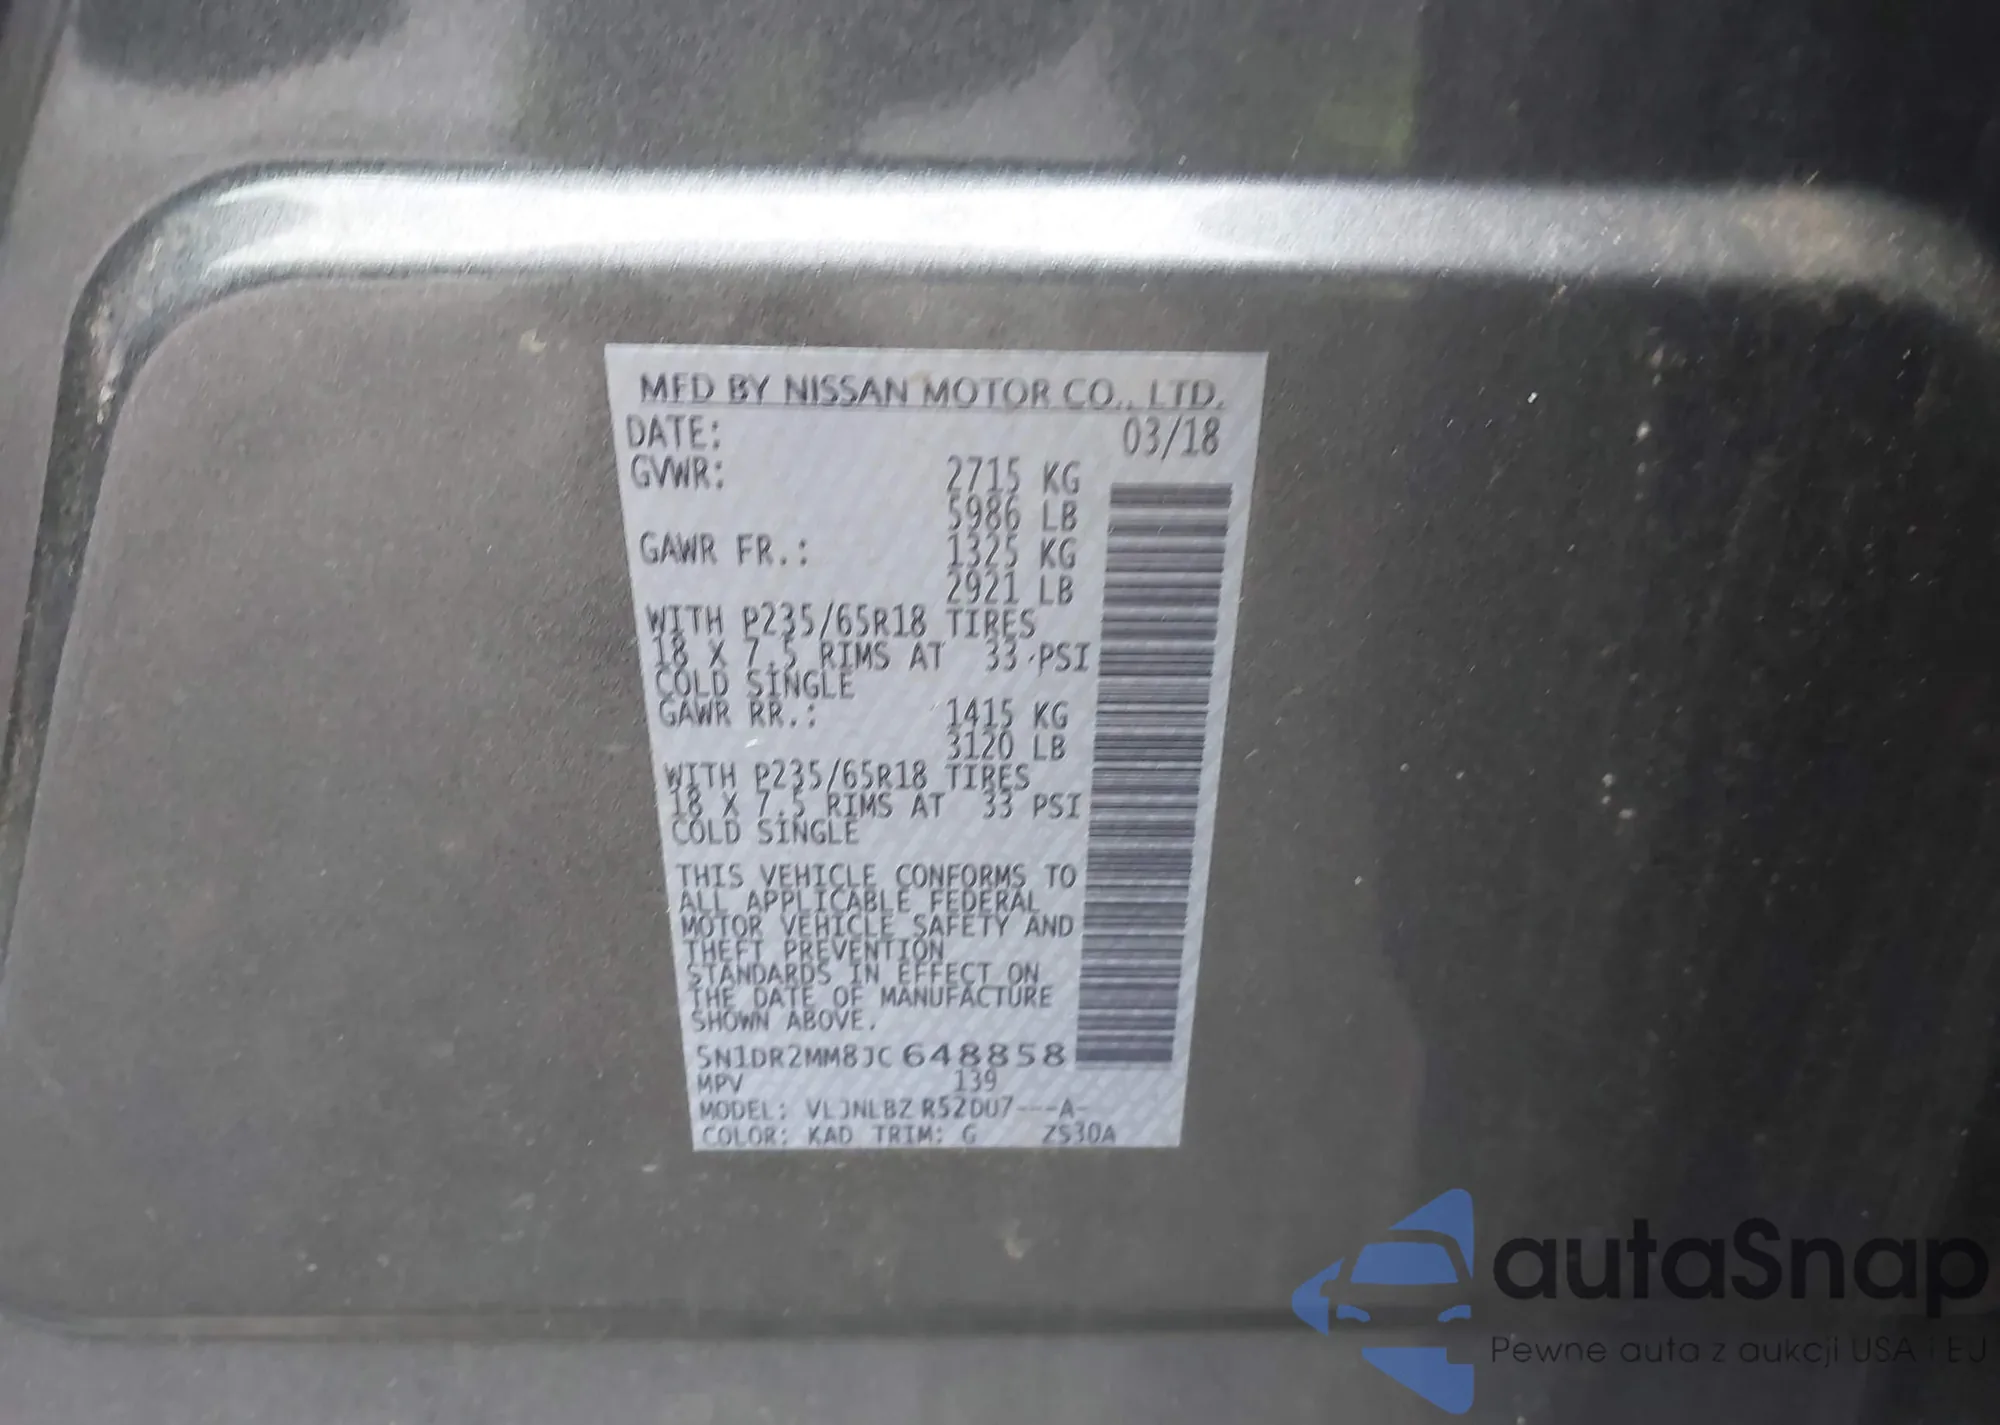 MFD BY NISSAN MOTOR CO., LTD.
DATE: 03/18
GVWR: 2715 KG
5986 LB
GAWR FR.: 1325 KG
2921 LB
WITH P235/65R18 TIRES
18 X 7.5 RIMS AT 33 PSI
COLD SINGLE
GAWR RR.: 1415 KG
3120 LB
WITH P235/65R18 TIRES
18 X 7.5 RIMS AT 33 PSI
COLD SINGLE
THIS VEHICLE CONFORMS TO
ALL APPLICABLE FEDERAL
MOTOR VEHICLE SAFETY AND
THEFT PREVENTION
STANDARDS IN EFFECT ON
THE DATE OF MANUFACTURE
SHOWN ABOVE.
5N1DR2MM8JC648858
MPV 139
MODEL: VLJNLBZ R52DU7---A-
COLOR: KAD TRIM: G ZS30A
autaSnap
Pewne auta z aukcji USA i EJ